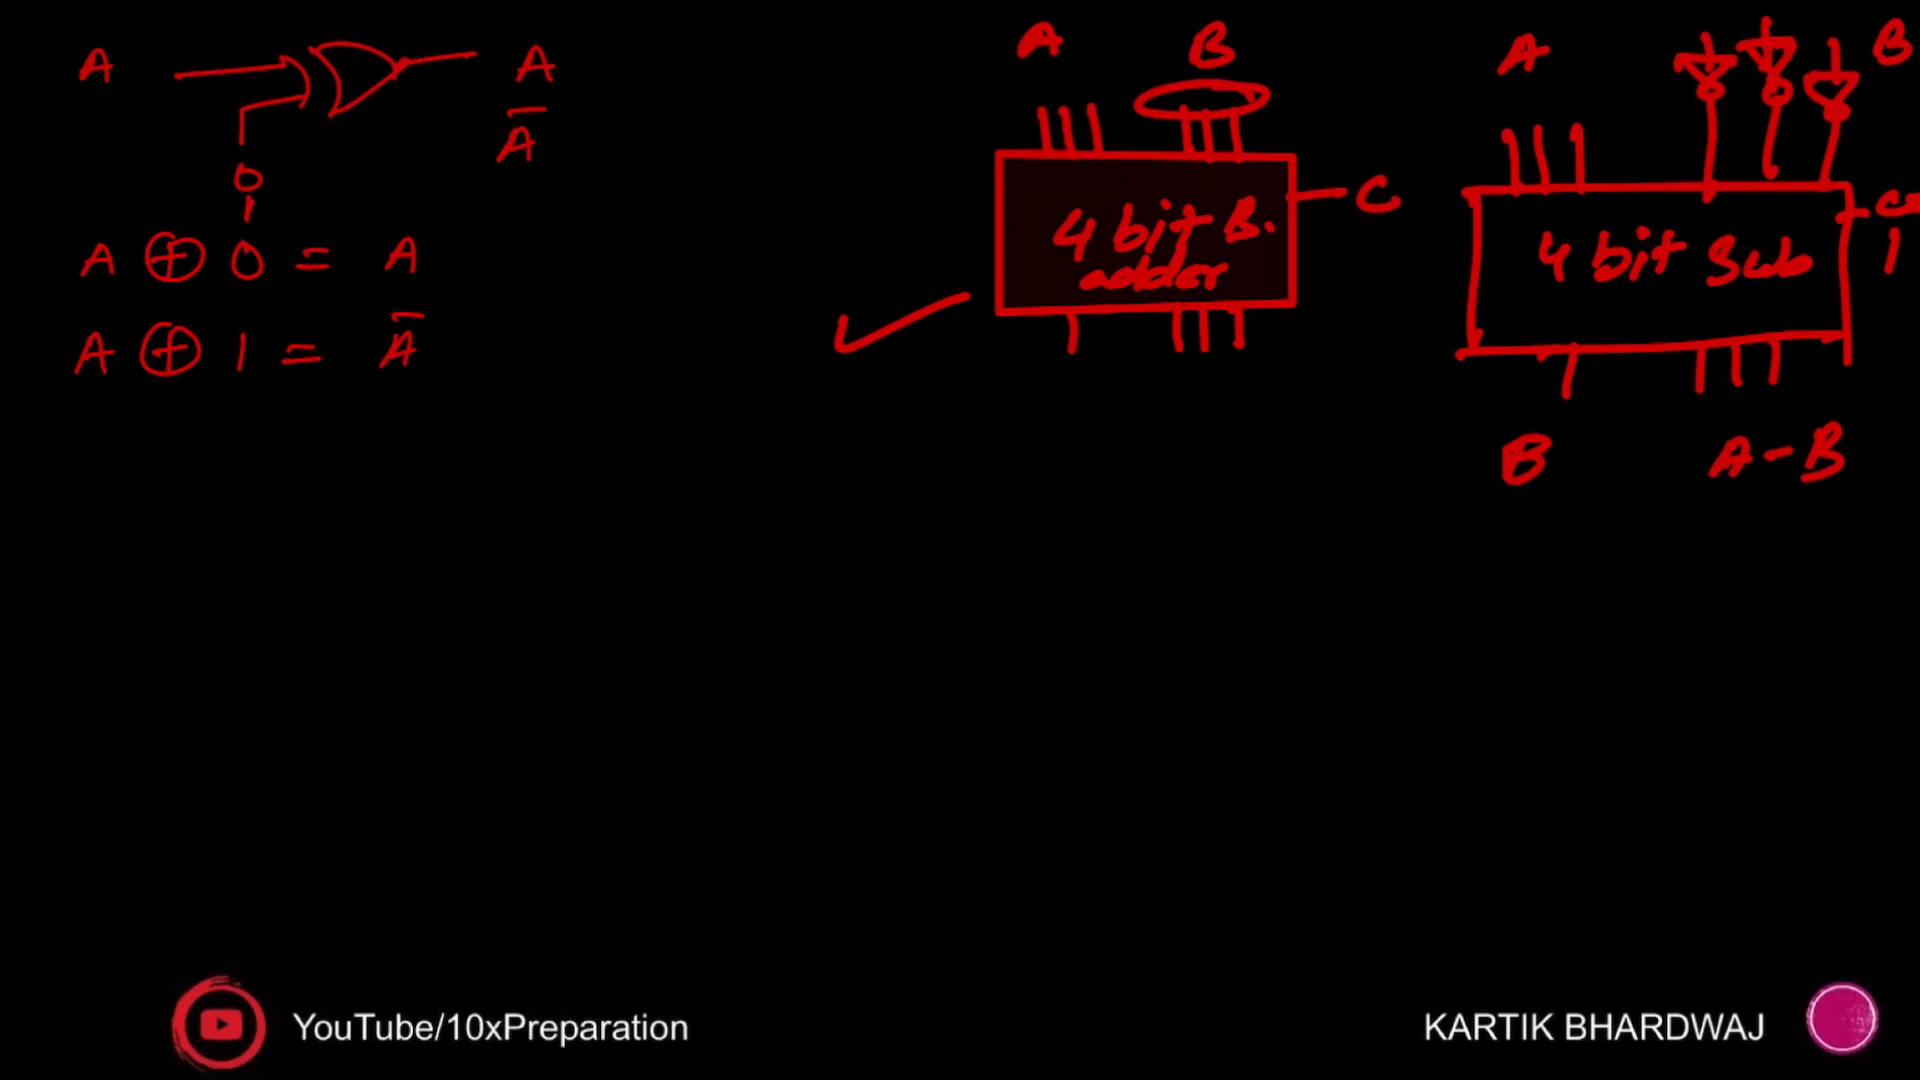 A A
A̅
0
1
A ⊕ 0 = A
A ⊕ 1 = A̅
A B
4 bit B.
adder
C
A B
4 bit Sub
C
1
B A-B
YouTube/10xPreparation
KARTIK BHARDWAJ